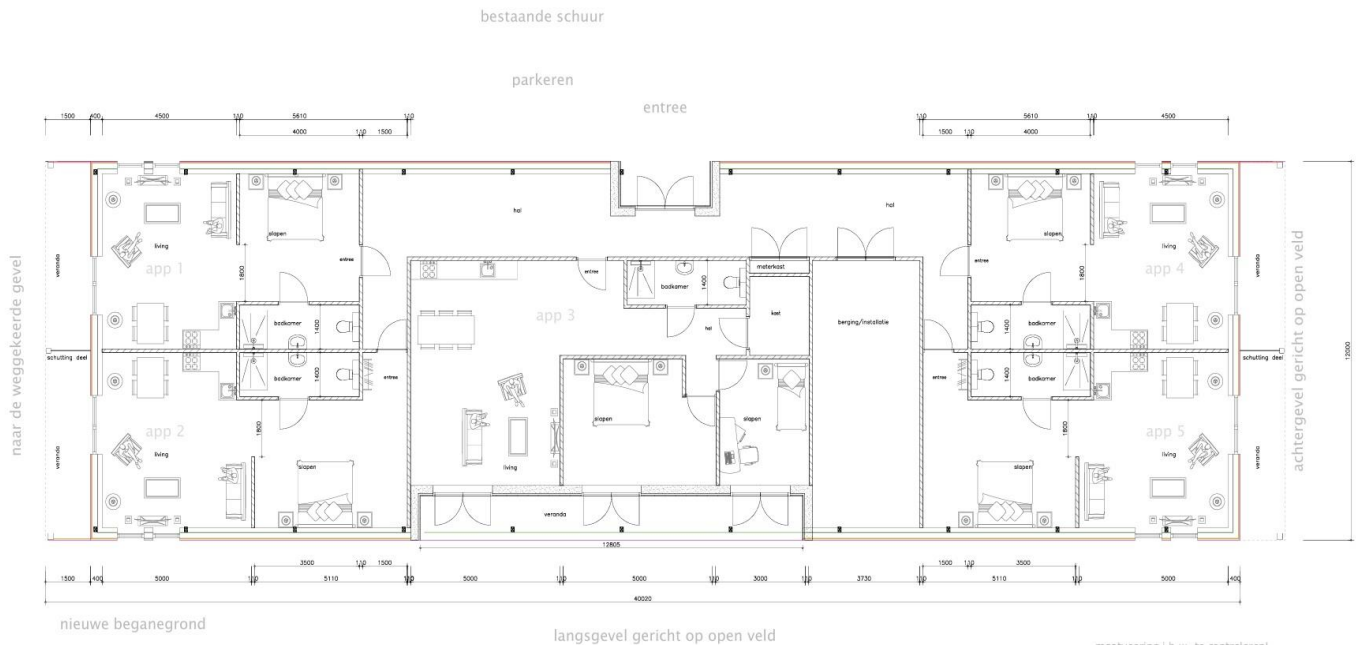 bestaande schuur
parkeren
entree
1500 400 4500 110 5610 110
4000 110 1500
110 5610 110 4500
1500 110 4000
naar de weggekeerde gevel
achtergevel gericht op open veld
12000
veranda
living
app 1
slapen
entree
1800
badkamer
1400
hal
hal
entree
badkamer
1400
meterkast
kast
hal
app 3
berging/installatie
slapen
living
app 4
entree
1800
badkamer
1400
veranda
schutting deel
badkamer
1400
entree
1800
app 2
living
slapen
veranda
living
slapen
slapen
veranda
entree
badkamer
1400
1800
app 5
living
slapen
schutting deel
veranda
12805
3500 110 1500
1500 110 3500
1500 400 5000 110 5110 110 5000 110 5000 110 3000 110 3730 110 5110 110 5000 400
40020
nieuwe beganegrond
langsgevel gericht op open veld